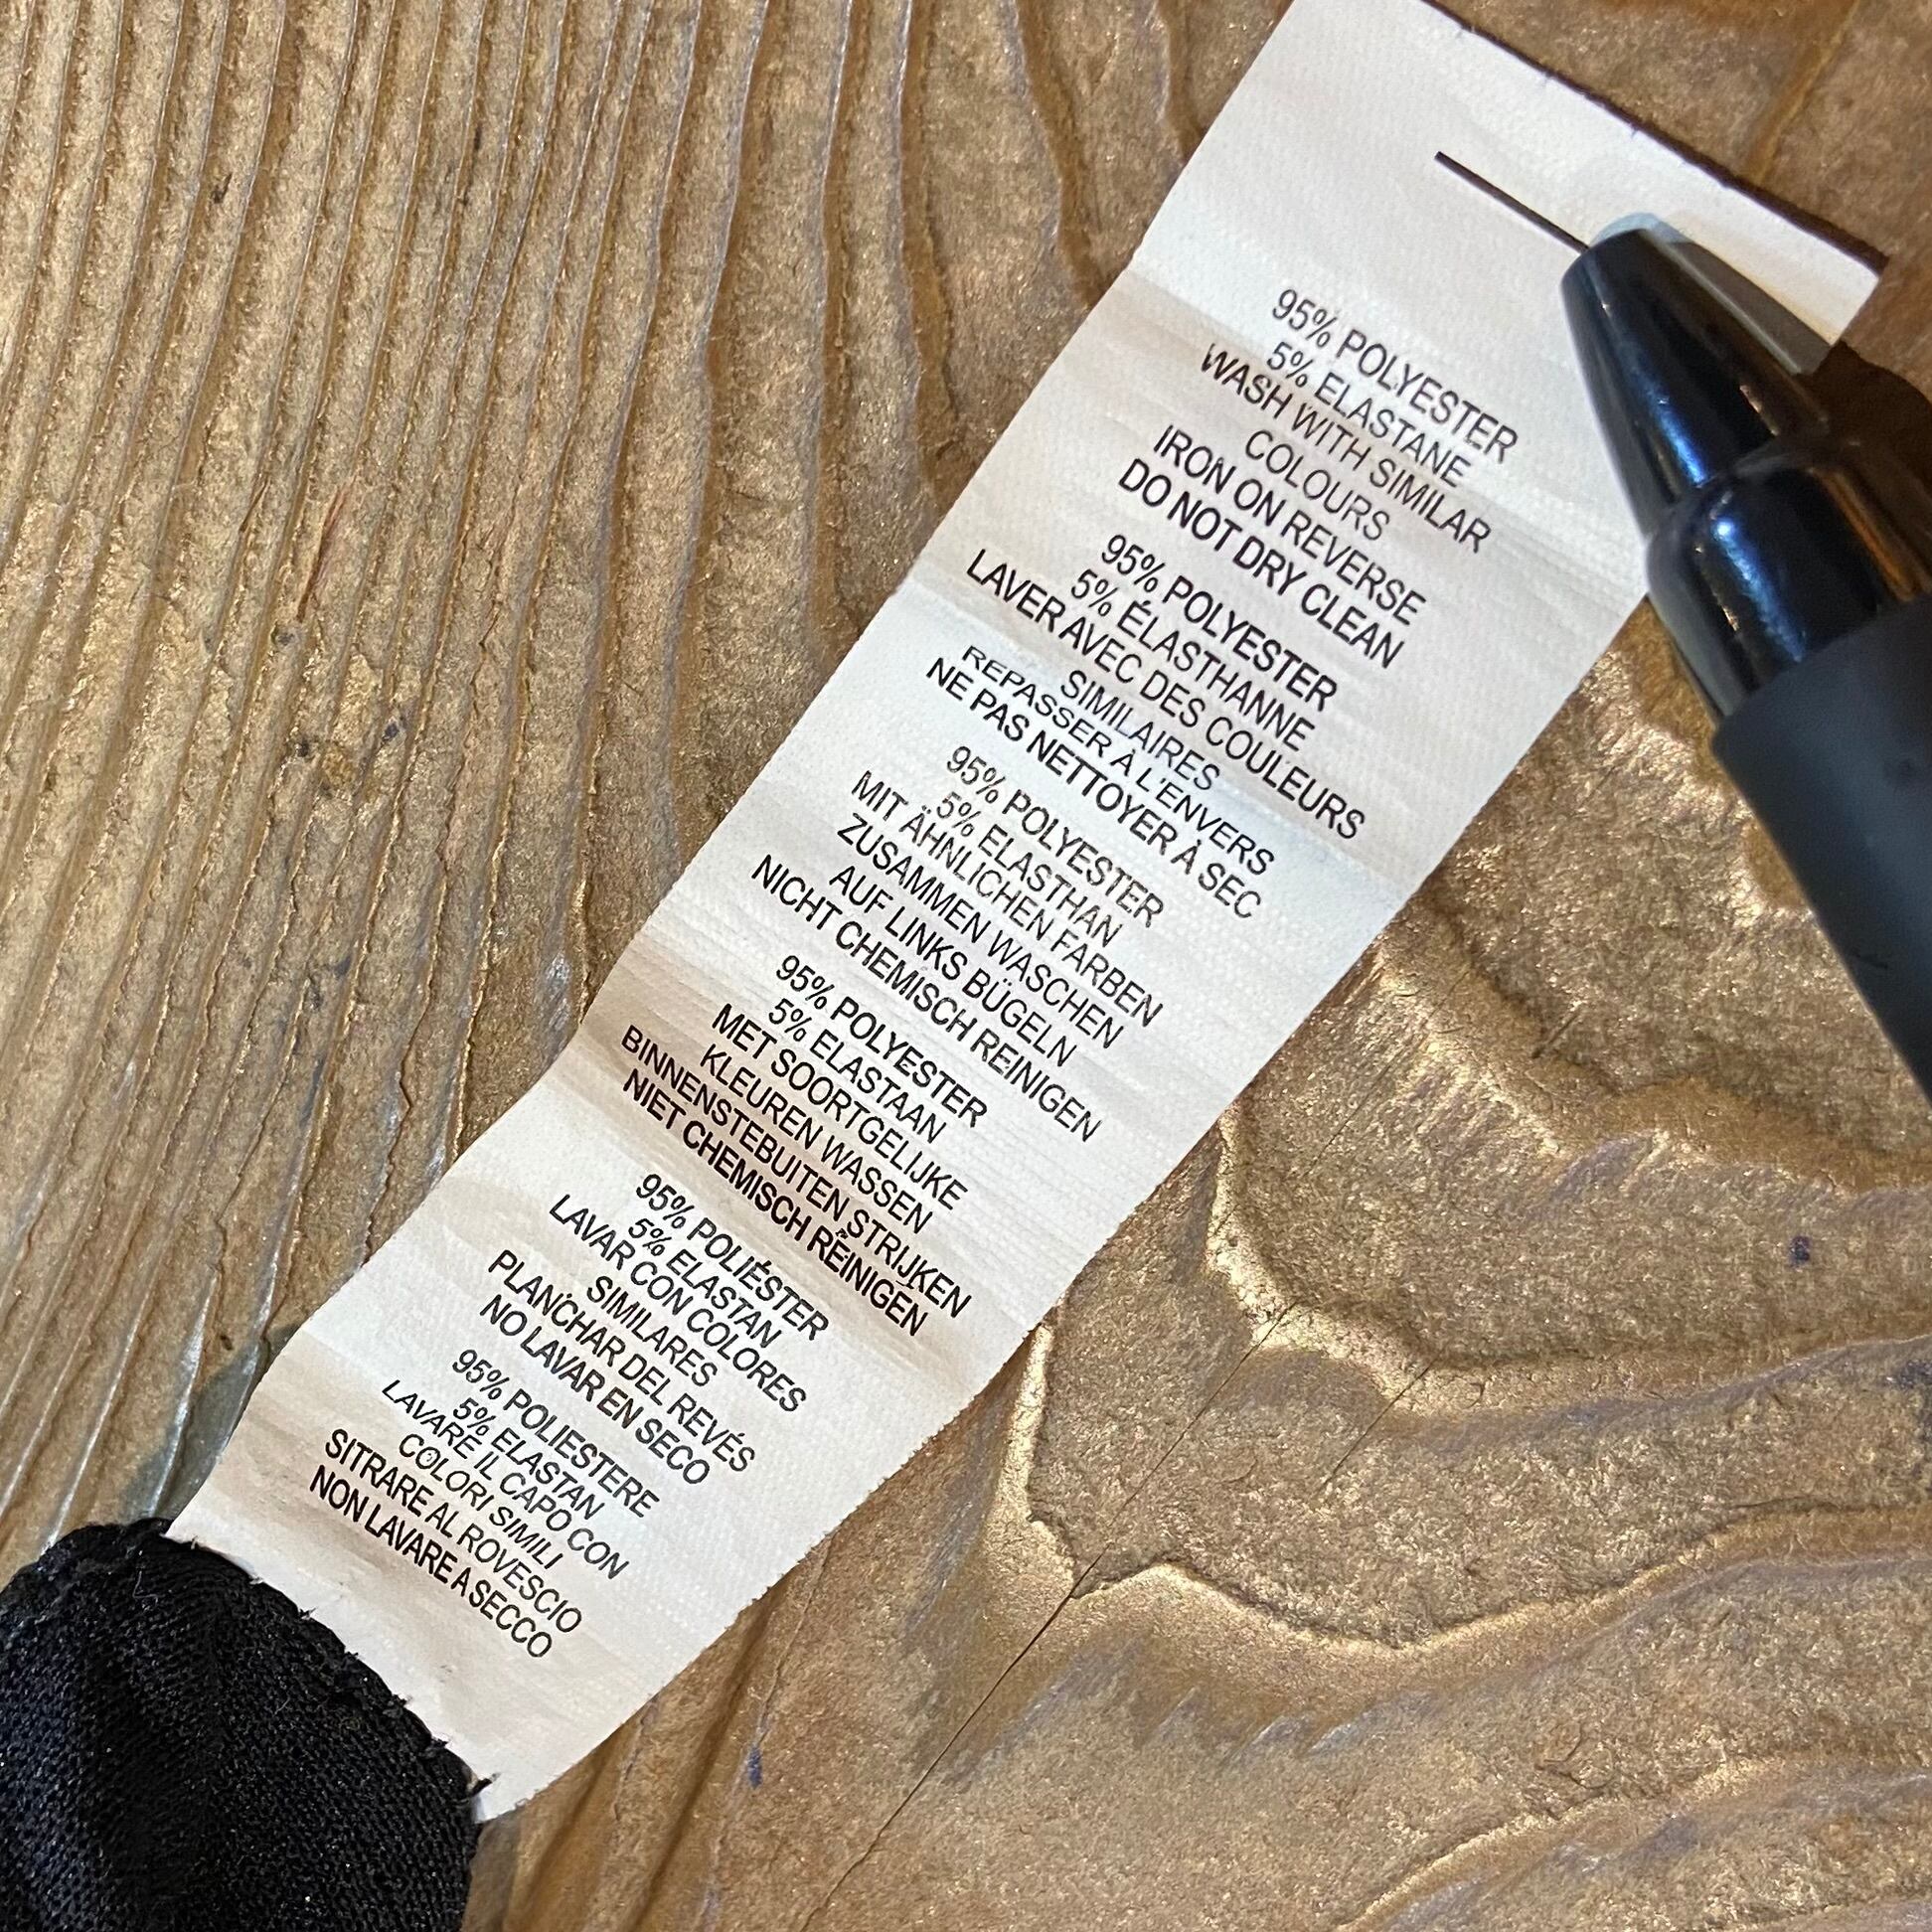 95% POLYESTER
5% ELASTANE
WASH WITH SIMILAR
COLOURS
IRON ON REVERSE
DO NOT DRY CLEAN
95% POLYESTER
5% ÉLASTHANNE
LAVER AVEC DES COULEURS
SIMILAIRES
REPASSER À L'ENVERS
NE PAS NETTOYER À SEC
95% POLYESTER
5% ELASTHAN
MIT ÄHNLICHEN FARBEN
ZUSAMMEN WASCHEN
AUF LINKS BÜGELN
NICHT CHEMISCH REINIGEN
95% POLYESTER
5% ELASTAAN
MET SOORTGELIJKE
KLEUREN WASSEN
BINNENSTEBUITEN STRIJKEN
NIET CHEMISCH REINIGEN
95% POLIÉSTER
5% ELASTAN
LAVAR CON COLORES
SIMILARES
PLANCHAR DEL REVÉS
NO LAVAR EN SECO
95% POLIESTERE
5% ELASTAN
LAVARE IL CAPO CON
COLORI SIMILI
SITRARE AL ROVESCIO
NON LAVARE A SECCO